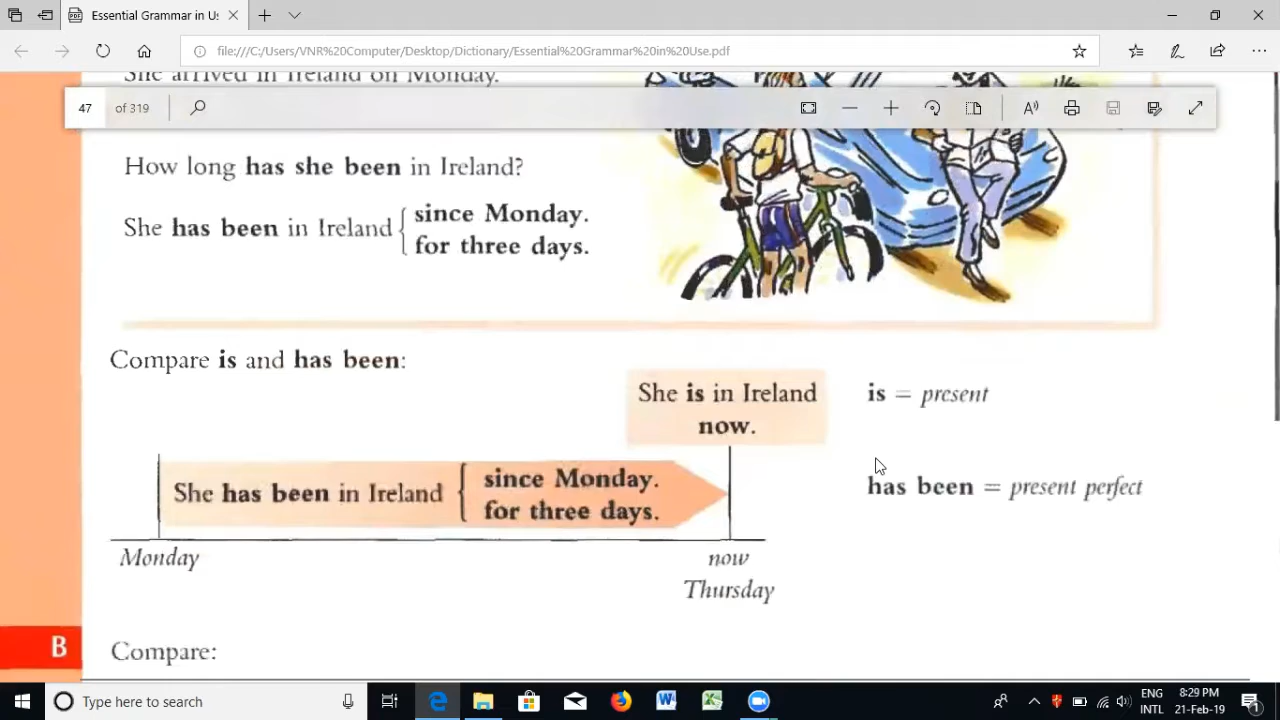 Essential Grammar in Us
file:///C:/Users/VNR%20Computer/Desktop/Dictionary/Essential%20Grammar%20in%20Use.pdf
She arrived in Ireland on Monday.
47 of 319
How long has she been in Ireland?
She has been in Ireland { since Monday.
for three days.
Compare is and has been:
She is in Ireland
now.
is = present
She has been in Ireland { since Monday.
for three days.
has been = present perfect
Monday
now
Thursday
B
Compare:
Type here to search
ENG
INTL
8:29 PM
21-Feb-19
1